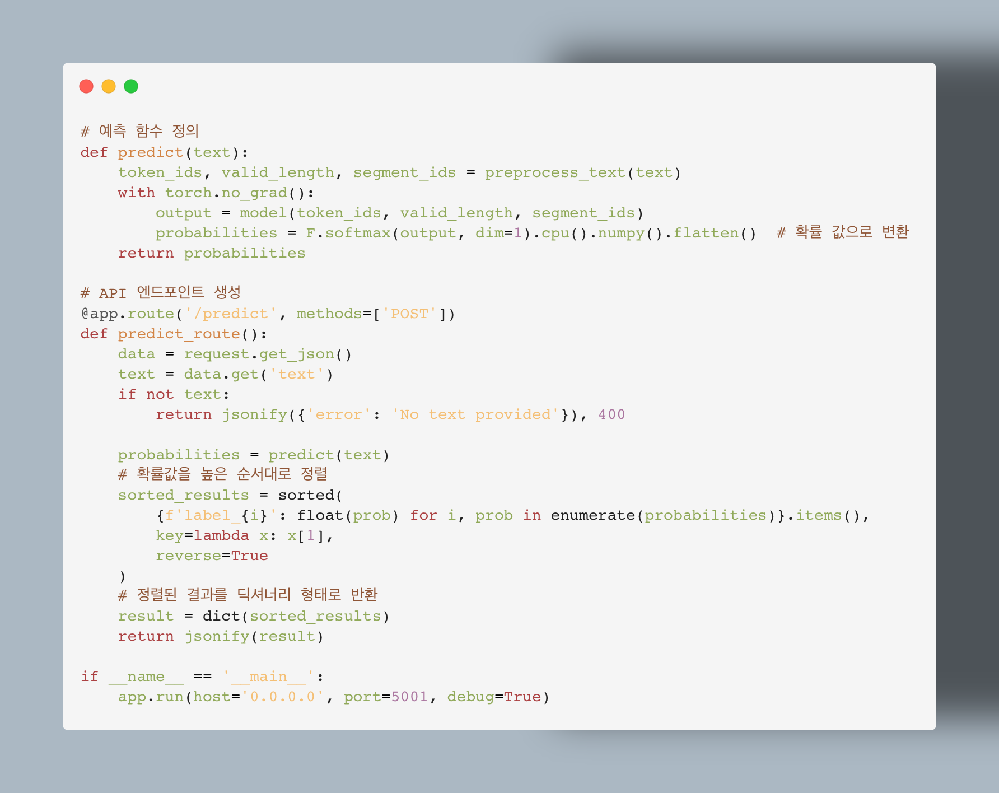 # 예측 함수 정의
def predict(text):
    token_ids, valid_length, segment_ids = preprocess_text(text)
    with torch.no_grad():
        output = model(token_ids, valid_length, segment_ids)
        probabilities = F.softmax(output, dim=1).cpu().numpy().flatten()  # 확률 값으로 변환
    return probabilities

# API 엔드포인트 생성
@app.route('/predict', methods=['POST'])
def predict_route():
    data = request.get_json()
    text = data.get('text')
    if not text:
        return jsonify({'error': 'No text provided'}), 400

    probabilities = predict(text)
    # 확률값을 높은 순서대로 정렬
    sorted_results = sorted(
        {f'label_{i}': float(prob) for i, prob in enumerate(probabilities)}.items(),
        key=lambda x: x[1],
        reverse=True
    )
    # 정렬된 결과를 딕셔너리 형태로 반환
    result = dict(sorted_results)
    return jsonify(result)

if __name__ == '__main__':
    app.run(host='0.0.0.0', port=5001, debug=True)